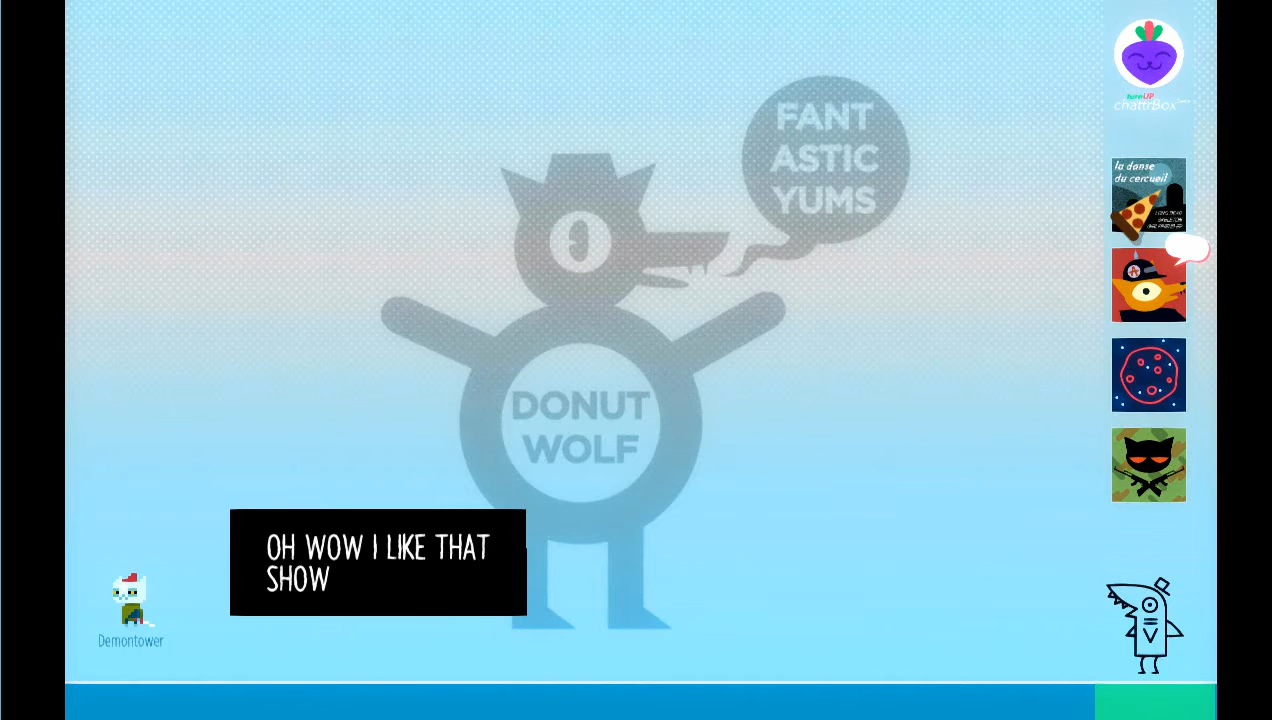 FANT
ASTIC
YUMS
DONUT
WOLF
OH WOW I LIKE THAT
SHOW
Demontower
chattrBox
la danse
du cercueil